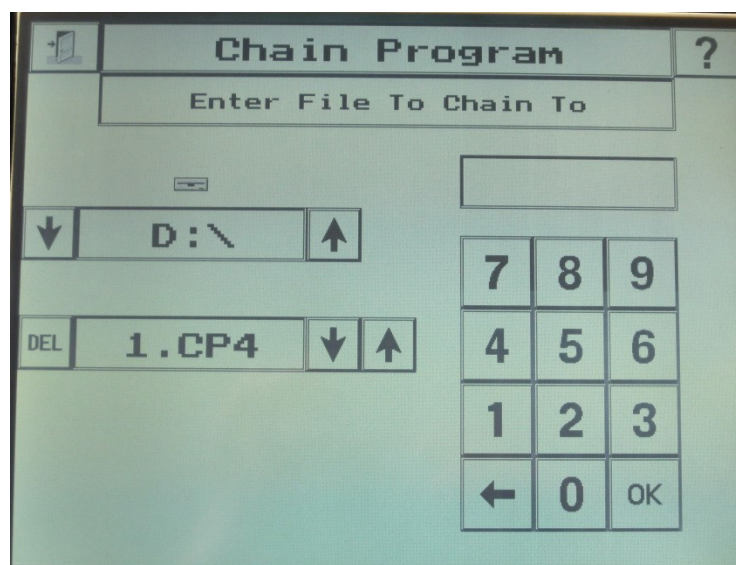 Chain Program
?
Enter File To Chain To
D:\
DEL 1.CP4
7 8 9
4 5 6
1 2 3
0 OK